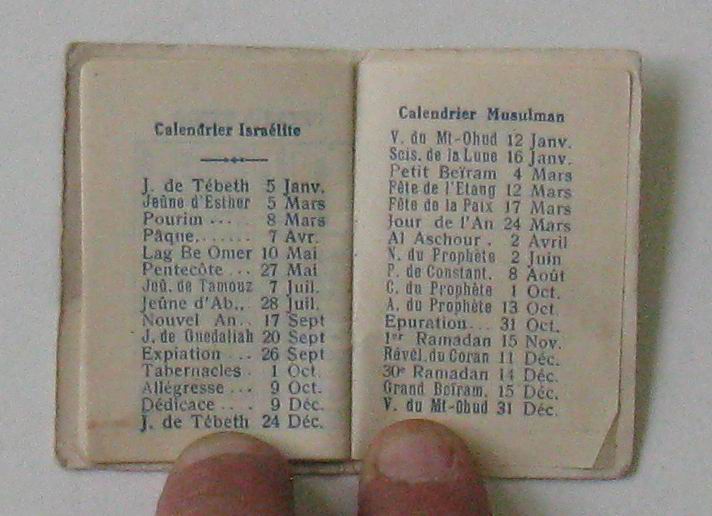 Calendrier Israélite
J. de Tébeth 5 Janv.
Jeûne d'Esther 5 Mars
Pourim .... 8 Mars
Pâque....... 7 Avr.
Lag Be Omer 10 Mai
Pentecôte ... 27 Mai
Jeû. de Tamouz 7 Juil.
Jeûne d'Ab... 28 Juil.
Nouvel An.. 17 Sept
J. de Guedaliah 20 Sept
Expiation ... 26 Sept
Tabernacles . 1 Oct.
Allégresse ... 9 Oct.
Dédicace ... 9 Déc.
J. de Tébeth 24 Déc.
Calendrier Musulman
V. du Mt-Ohud 12 Janv.
Scis. de la Lune 16 Janv.
Petit Beïram 4 Mars
Fête de l'Etang 12 Mars
Fête de la Paix 17 Mars
Jour de l'An 24 Mars
Al Aschour . 2 Avril
N. du Prophète 2 Juin
P. de Constant. 8 Août
C. du Prophète 1 Oct.
A. du Prophète 13 Oct.
Epuration... 31 Oct.
1er Ramadan 15 Nov.
Révél. du Coran 11 Déc.
30e Ramadan 14 Déc.
Grand Beïram. 15 Déc.
V. du Mt-Ohud 31 Déc.